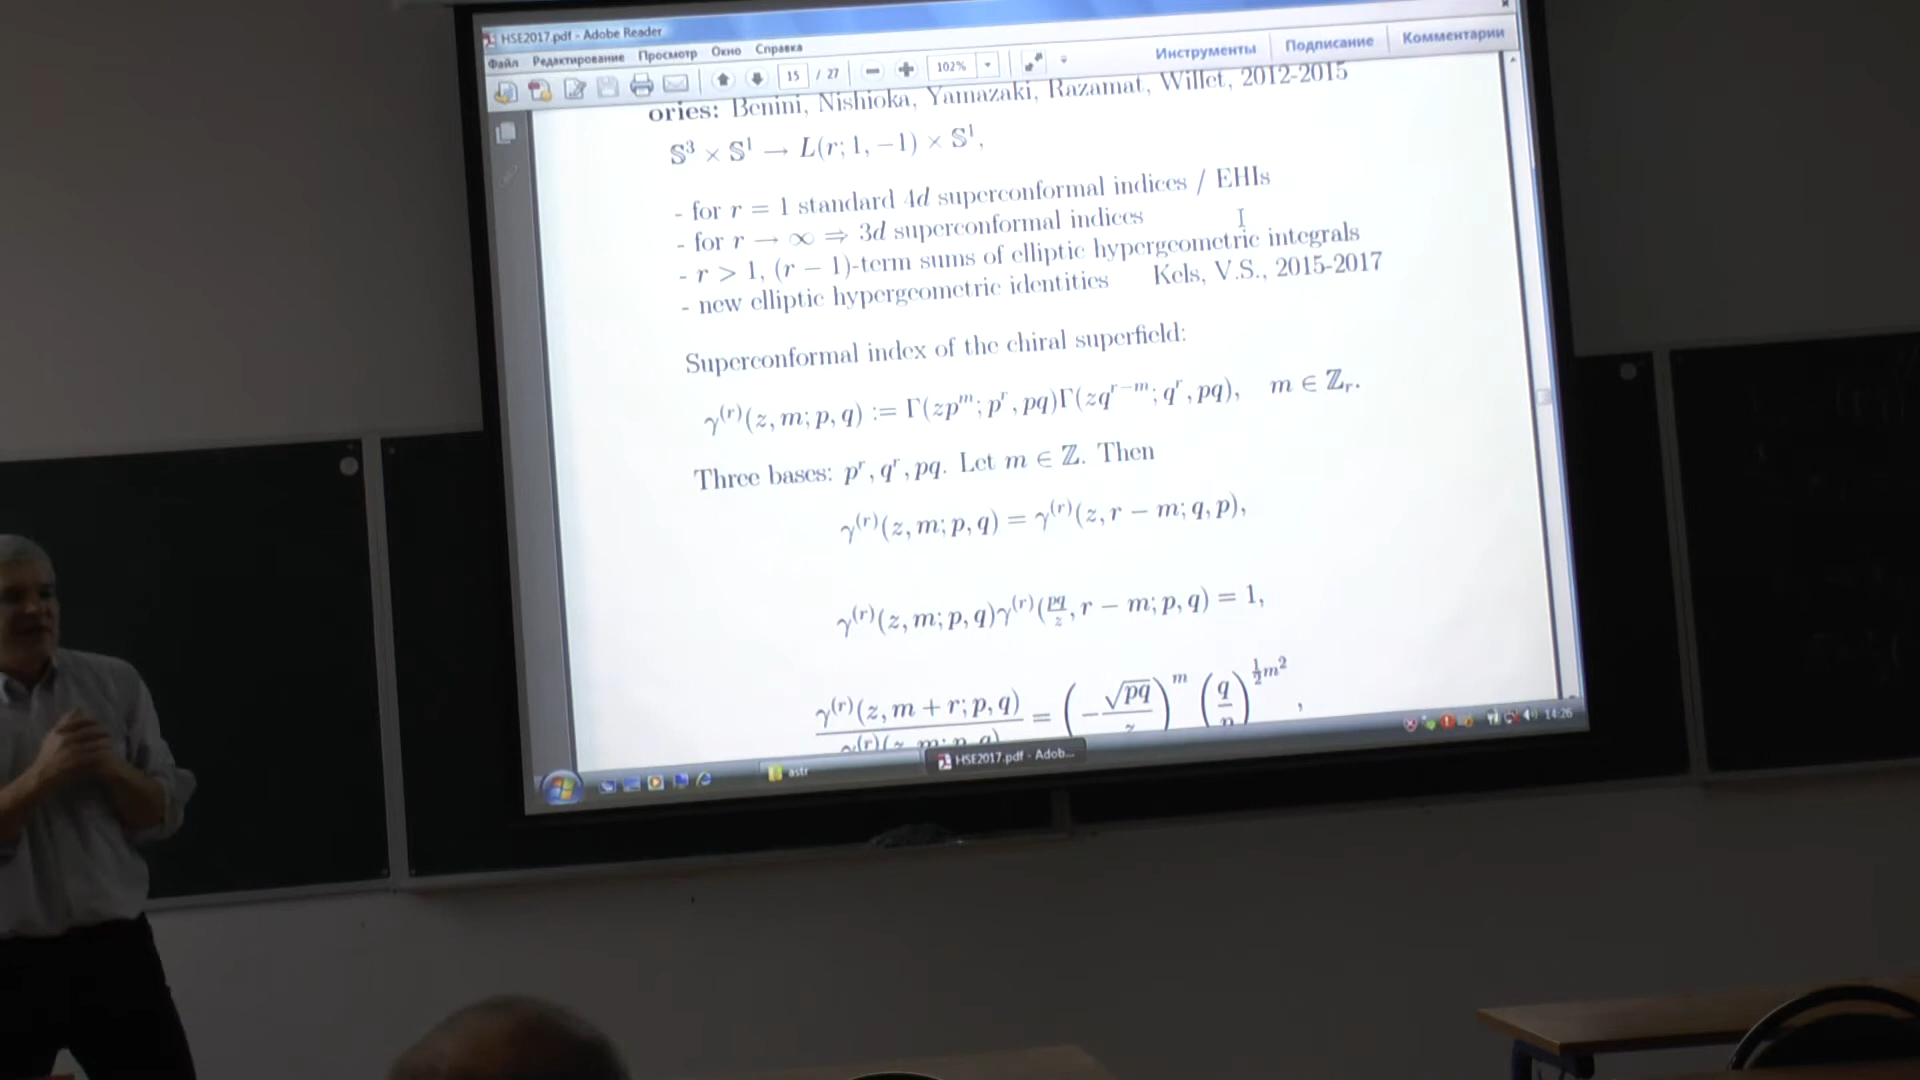 HSE2017.pdf - Adobe Reader
Файл Редактирование Просмотр Окно Справка
15 / 27 102% Инструменты Подписание Комментарии
ories: Benini, Nishioka, Yamazaki, Razamat, Willet, 2012-2015
𝕊³ × 𝕊¹ → L(r; 1, −1) × 𝕊¹,
- for r = 1 standard 4d superconformal indices / EHIs
- for r → ∞ ⇒ 3d superconformal indices
- r > 1, (r − 1)-term sums of elliptic hypergeometric integrals
- new elliptic hypergeometric identities Kels, V.S., 2015-2017
Superconformal index of the chiral superfield:
γ^(r)(z, m; p, q) := Γ(zp^m; p^r, pq)Γ(zq^{r−m}; q^r, pq), m ∈ ℤ_r.
Three bases: p^r, q^r, pq. Let m ∈ ℤ. Then
γ^(r)(z, m; p, q) = γ^(r)(z, r − m; q, p),
γ^(r)(z, m; p, q)γ^(r)(pq/z, r − m; p, q) = 1,
γ^(r)(z, m + r; p, q) / γ^(r)(z, m; p, q) = (−√pq/z)^m (q/p)^{½m²},
astr
HSE2017.pdf - Adob...
14:26